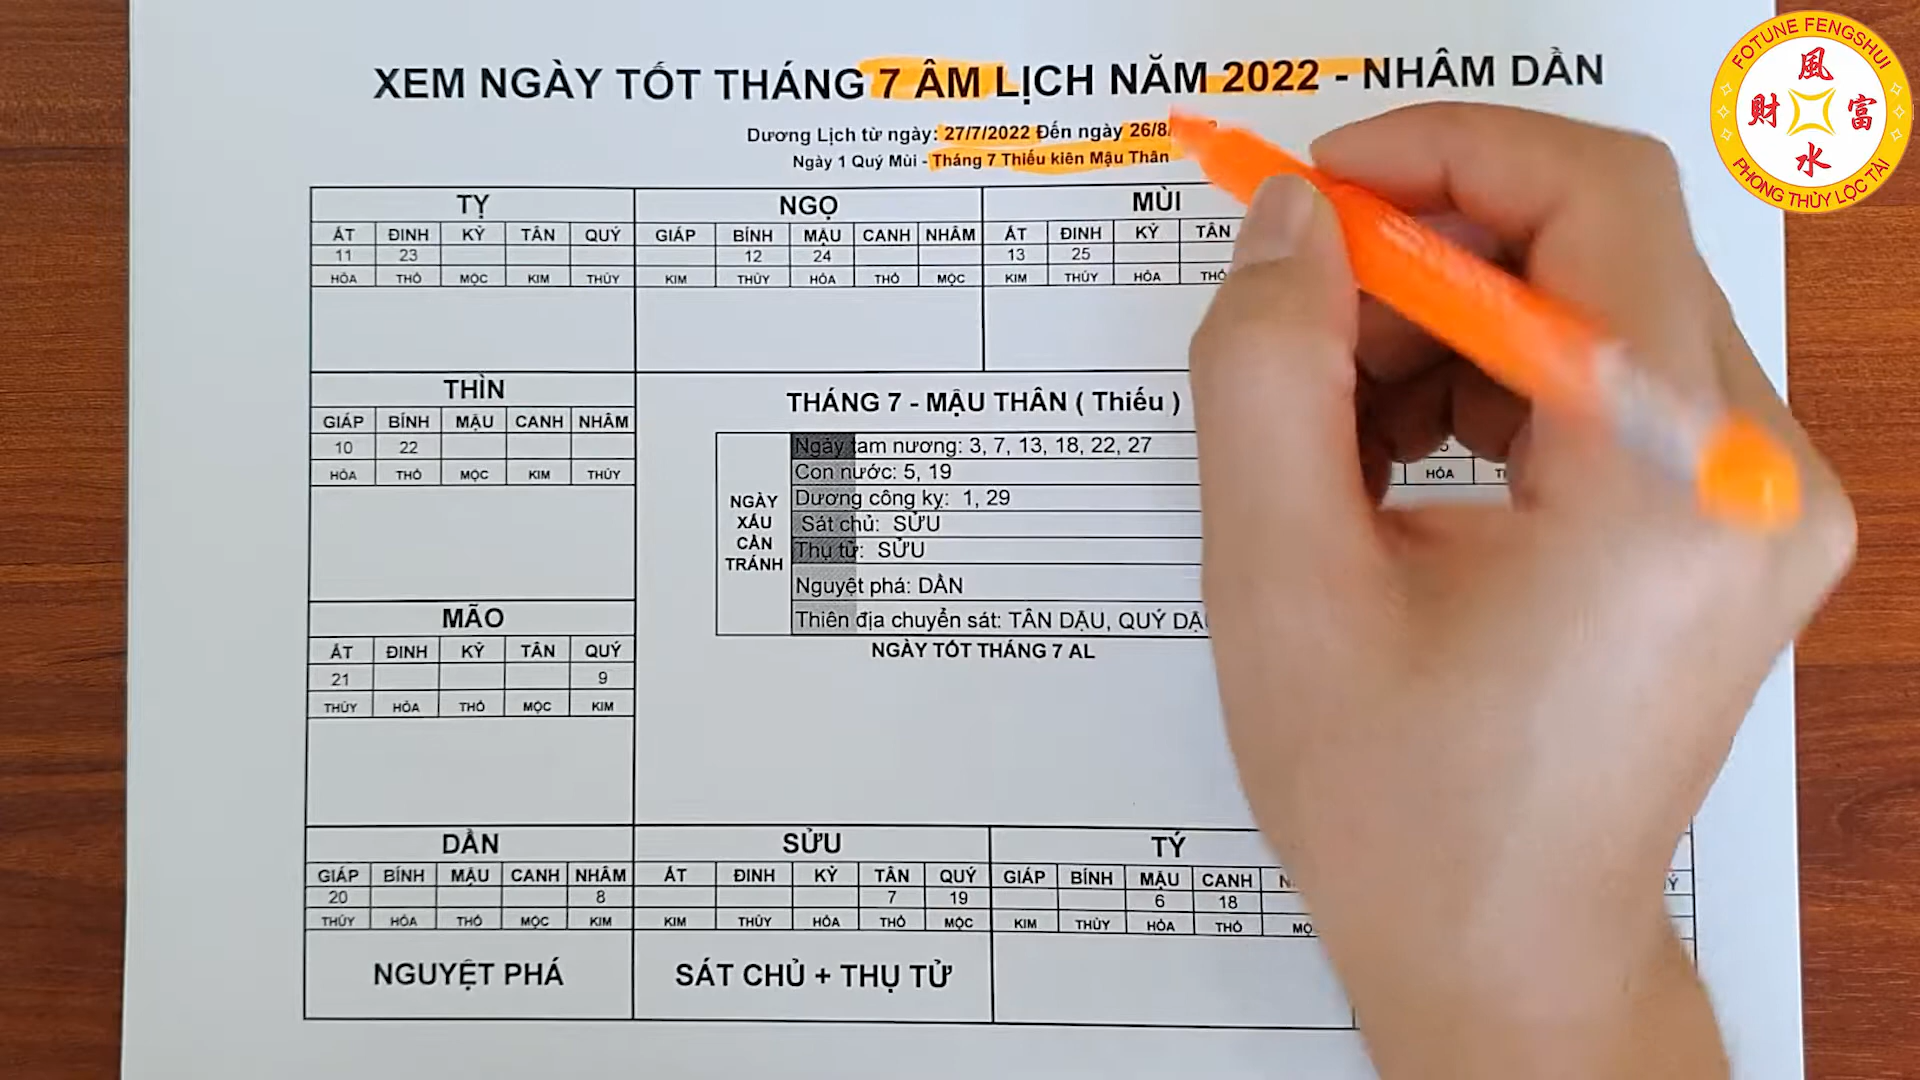 XEM NGÀY TỐT THÁNG 7 ÂM LỊCH NĂM 2022 - NHÂM DẦN
Dương Lịch từ ngày: 27/7/2022 Đến ngày 26/8/
Ngày 1 Quý Mùi - Tháng 7 Thiếu kiên Mậu Thân
FOTUNE FENGSHUI
風
財 富
水
PHONG THỦY LỘC TÀI
TỴ NGỌ MÙI
ẤT ĐINH KỶ TÂN QUÝ GIÁP BÍNH MẬU CANH NHÂM ẤT ĐINH KỶ TÂN
11 23 12 24 13 25
HỎA THỔ MỘC KIM THỦY KIM THỦY HỎA THỔ MỘC KIM THỦY HỎA THỔ
THÌN
GIÁP BÍNH MẬU CANH NHÂM
10 22
HỎA THỔ MỘC KIM THỦY
THÁNG 7 - MẬU THÂN ( Thiếu )
NGÀY XẤU CẦN TRÁNH
Ngày tam nương: 3, 7, 13, 18, 22, 27
Con nước: 5, 19
Dương công kỵ: 1, 29
Sát chủ: SỬU
Thụ tử: SỬU
Nguyệt phá: DẦN
Thiên địa chuyển sát: TÂN DẬU, QUÝ DẬU
NGÀY TỐT THÁNG 7 AL
HỎA
MÃO
ẤT ĐINH KỶ TÂN QUÝ
21 9
THỦY HỎA THỔ MỘC KIM
DẦN SỬU TÝ
GIÁP BÍNH MẬU CANH NHÂM ẤT ĐINH KỶ TÂN QUÝ GIÁP BÍNH MẬU CANH
20 8 7 19 6 18
THỦY HỎA THỔ MỘC KIM KIM THỦY HỎA THỔ MỘC KIM THỦY HỎA THỔ
NGUYỆT PHÁ SÁT CHỦ + THỤ TỬ